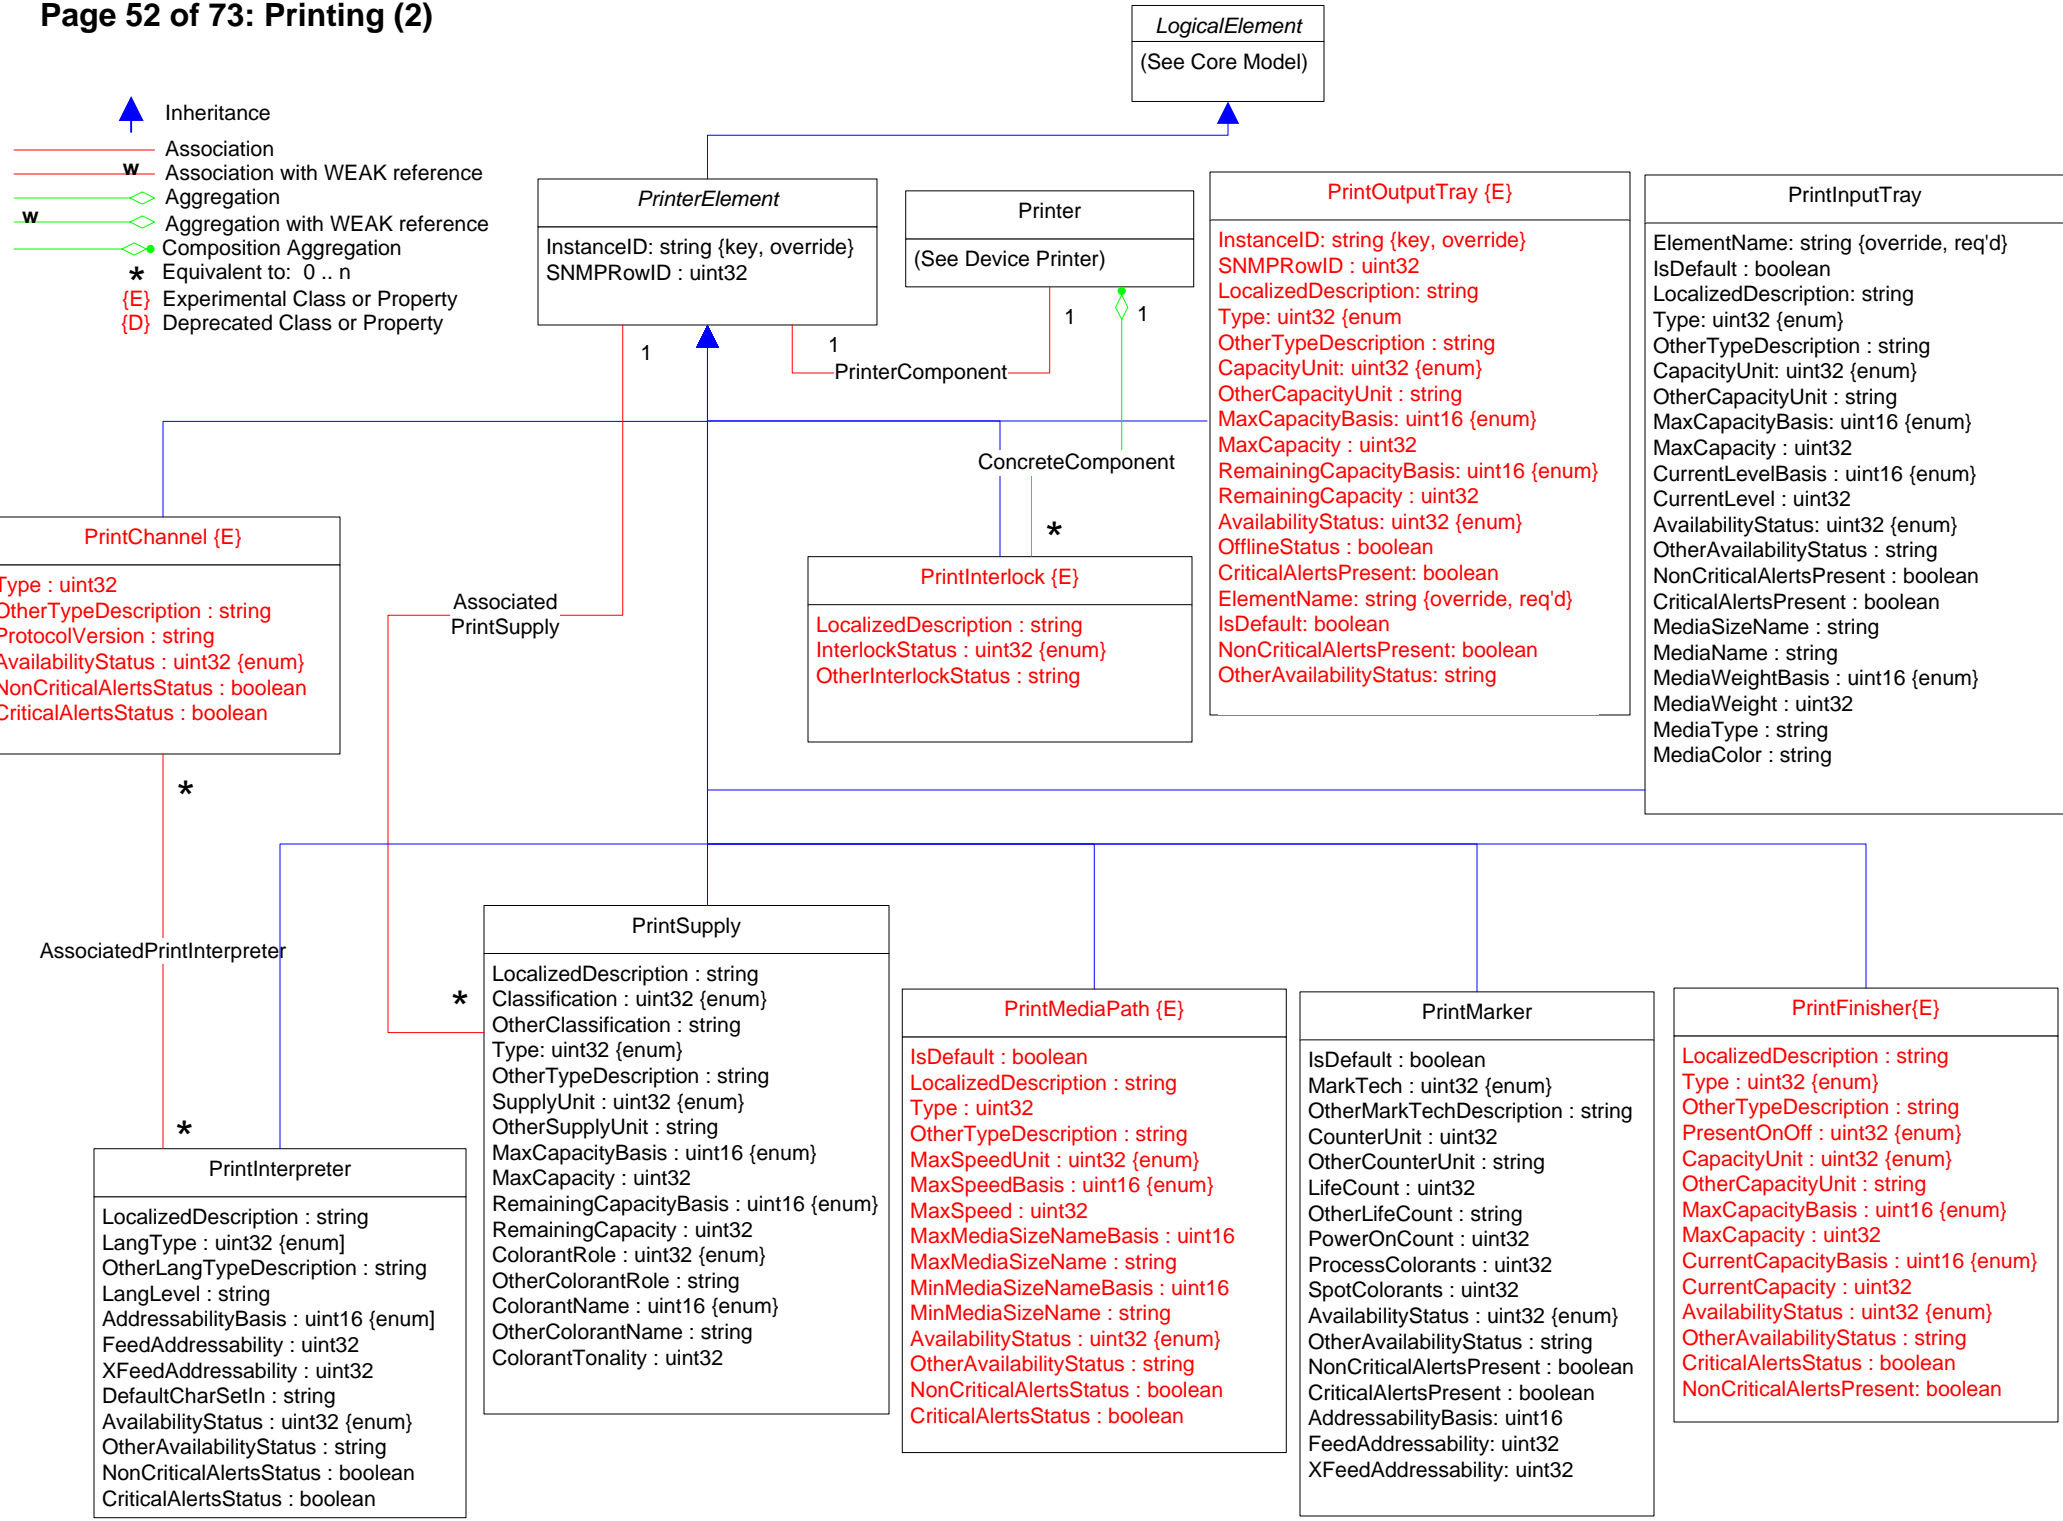 Page 52 of 73: Printing (2)
LogicalElement
(See Core Model)
Inheritance
Association
w Association with WEAK reference
Aggregation
w Aggregation with WEAK reference
Composition Aggregation
* Equivalent to: 0 .. n
{E} Experimental Class or Property
{D} Deprecated Class or Property
PrinterElement
InstanceID: string {key, override}
SNMPRowID : uint32
Printer
(See Device Printer)
1
1
1
1
PrinterComponent
ConcreteComponent
*
PrintOutputTray {E}
InstanceID: string {key, override}
SNMPRowID : uint32
LocalizedDescription: string
Type: uint32 {enum
OtherTypeDescription : string
CapacityUnit: uint32 {enum}
OtherCapacityUnit : string
MaxCapacityBasis: uint16 {enum}
MaxCapacity : uint32
RemainingCapacityBasis: uint16 {enum}
RemainingCapacity : uint32
AvailabilityStatus: uint32 {enum}
OfflineStatus : boolean
CriticalAlertsPresent: boolean
ElementName: string {override, req'd}
IsDefault: boolean
NonCriticalAlertsPresent: boolean
OtherAvailabilityStatus: string
PrintInputTray
ElementName: string {override, req'd}
IsDefault : boolean
LocalizedDescription: string
Type: uint32 {enum}
OtherTypeDescription : string
CapacityUnit: uint32 {enum}
OtherCapacityUnit : string
MaxCapacityBasis: uint16 {enum}
MaxCapacity : uint32
CurrentLevelBasis : uint16 {enum}
CurrentLevel : uint32
AvailabilityStatus: uint32 {enum}
OtherAvailabilityStatus : string
NonCriticalAlertsPresent : boolean
CriticalAlertsPresent : boolean
MediaSizeName : string
MediaName : string
MediaWeightBasis : uint16 {enum}
MediaWeight : uint32
MediaType : string
MediaColor : string
PrintChannel {E}
Type : uint32
OtherTypeDescription : string
ProtocolVersion : string
AvailabilityStatus : uint32 {enum}
NonCriticalAlertsStatus : boolean
CriticalAlertsStatus : boolean
*
Associated
PrintSupply
PrintInterlock {E}
LocalizedDescription : string
InterlockStatus : uint32 {enum}
OtherInterlockStatus : string
AssociatedPrintInterpreter
*
*
PrintInterpreter
LocalizedDescription : string
LangType : uint32 {enum]
OtherLangTypeDescription : string
LangLevel : string
AddressabilityBasis : uint16 {enum]
FeedAddressability : uint32
XFeedAddressability : uint32
DefaultCharSetIn : string
AvailabilityStatus : uint32 {enum}
OtherAvailabilityStatus : string
NonCriticalAlertsStatus : boolean
CriticalAlertsStatus : boolean
PrintSupply
LocalizedDescription : string
Classification : uint32 {enum}
OtherClassification : string
Type: uint32 {enum}
OtherTypeDescription : string
SupplyUnit : uint32 {enum}
OtherSupplyUnit : string
MaxCapacityBasis : uint16 {enum}
MaxCapacity : uint32
RemainingCapacityBasis : uint16 {enum}
RemainingCapacity : uint32
ColorantRole : uint32 {enum}
OtherColorantRole : string
ColorantName : uint16 {enum}
OtherColorantName : string
ColorantTonality : uint32
PrintMediaPath {E}
IsDefault : boolean
LocalizedDescription : string
Type : uint32
OtherTypeDescription : string
MaxSpeedUnit : uint32 {enum}
MaxSpeedBasis : uint16 {enum}
MaxSpeed : uint32
MaxMediaSizeNameBasis : uint16
MaxMediaSizeName : string
MinMediaSizeNameBasis : uint16
MinMediaSizeName : string
AvailabilityStatus : uint32 {enum}
OtherAvailabilityStatus : string
NonCriticalAlertsStatus : boolean
CriticalAlertsStatus : boolean
PrintMarker
IsDefault : boolean
MarkTech : uint32 {enum}
OtherMarkTechDescription : string
CounterUnit : uint32
OtherCounterUnit : string
LifeCount : uint32
OtherLifeCount : string
PowerOnCount : uint32
ProcessColorants : uint32
SpotColorants : uint32
AvailabilityStatus : uint32 {enum}
OtherAvailabilityStatus : string
NonCriticalAlertsPresent : boolean
CriticalAlertsPresent : boolean
AddressabilityBasis: uint16
FeedAddressability: uint32
XFeedAddressability: uint32
PrintFinisher{E}
LocalizedDescription : string
Type : uint32 {enum}
OtherTypeDescription : string
PresentOnOff : uint32 {enum}
CapacityUnit : uint32 {enum}
OtherCapacityUnit : string
MaxCapacityBasis : uint16 {enum}
MaxCapacity : uint32
CurrentCapacityBasis : uint16 {enum}
CurrentCapacity : uint32
AvailabilityStatus : uint32 {enum}
OtherAvailabilityStatus : string
CriticalAlertsStatus : boolean
NonCriticalAlertsPresent: boolean